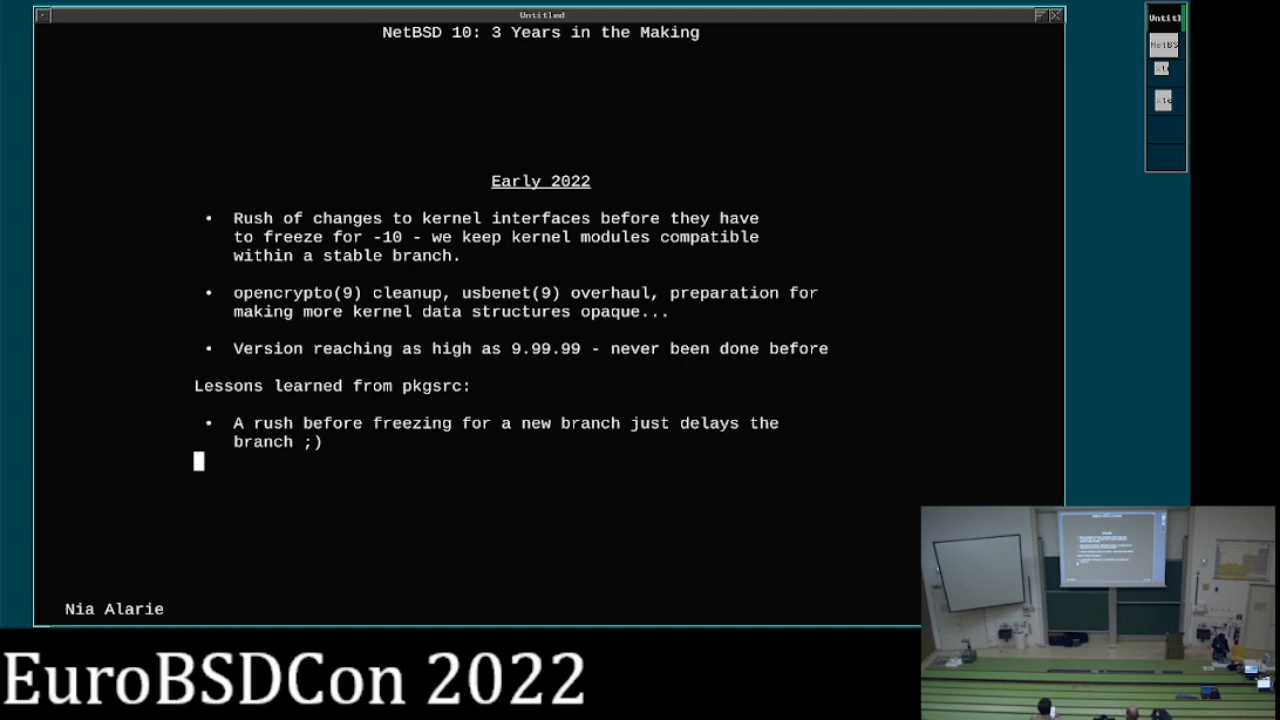 Untitled
Untitl
NetBSD 10: 3 Years in the Making
NetBS
xte
Early 2022
• Rush of changes to kernel interfaces before they have
to freeze for -10 - we keep kernel modules compatible
within a stable branch.
• opencrypto(9) cleanup, usbenet(9) overhaul, preparation for
making more kernel data structures opaque...
• Version reaching as high as 9.99.99 - never been done before
Lessons learned from pkgsrc:
• A rush before freezing for a new branch just delays the
branch ;)
Nia Alarie
EuroBSDCon 2022